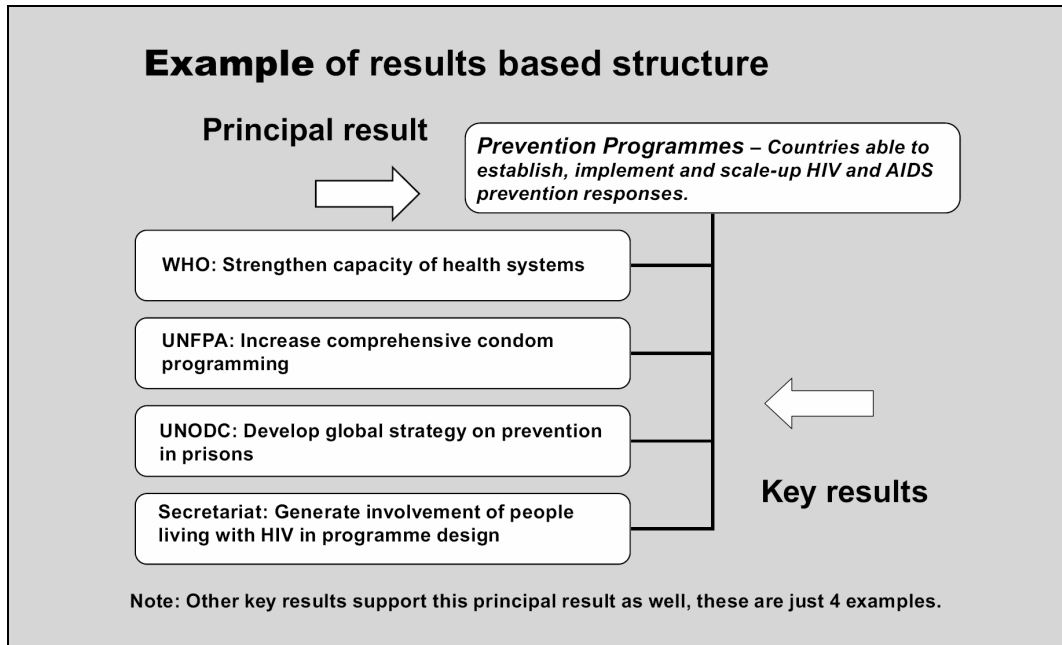 Example of results based structure
Principal result
Prevention Programmes – Countries able to
establish, implement and scale-up HIV and AIDS
prevention responses.
WHO: Strengthen capacity of health systems
UNFPA: Increase comprehensive condom
programming
UNODC: Develop global strategy on prevention
in prisons
Secretariat: Generate involvement of people
living with HIV in programme design
Key results
Note: Other key results support this principal result as well, these are just 4 examples.